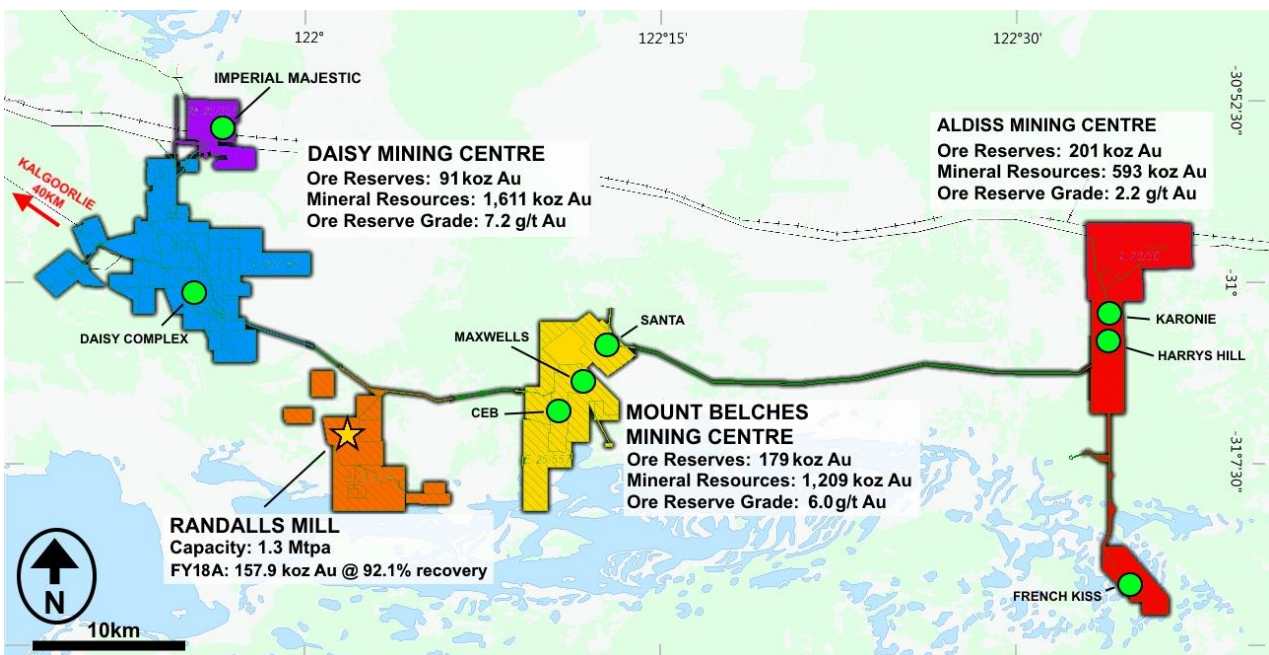 122°
122°15'
122°30'
-30°52'30"
IMPERIAL MAJESTIC
DAISY MINING CENTRE
Ore Reserves: 91 koz Au
Mineral Resources: 1,611 koz Au
Ore Reserve Grade: 7.2 g/t Au
ALDISS MINING CENTRE
Ore Reserves: 201 koz Au
Mineral Resources: 593 koz Au
Ore Reserve Grade: 2.2 g/t Au
KALGOORLIE
40KM
-31°
DAISY COMPLEX
SANTA
MAXWELLS
CEB
KARONIE
HARRYS HILL
MOUNT BELCHES
MINING CENTRE
Ore Reserves: 179 koz Au
Mineral Resources: 1,209 koz Au
Ore Reserve Grade: 6.0 g/t Au
-31°7'30"
RANDALLS MILL
Capacity: 1.3 Mtpa
FY18A: 157.9 koz Au @ 92.1% recovery
FRENCH KISS
N
10km